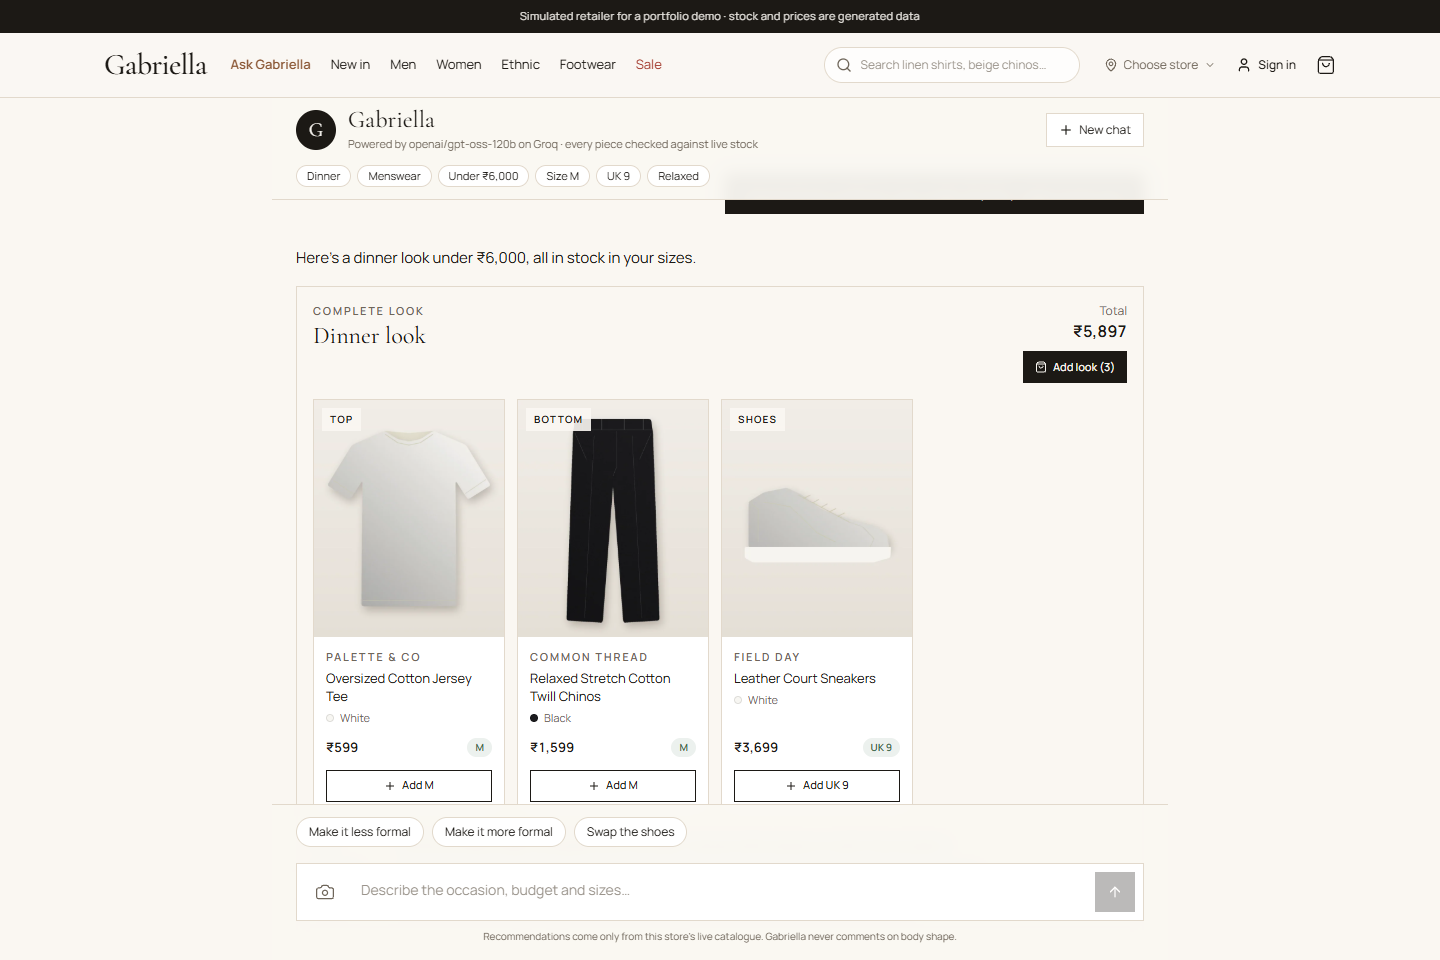 Simulated retailer for a portfolio demo · stock and prices are generated data
Gabriella
Ask Gabriella
New in
Men
Women
Ethnic
Footwear
Sale
Search linen shirts, beige chinos...
Choose store
Sign in
G
Gabriella
Powered by openai/gpt-oss-120b on Groq · every piece checked against live stock
New chat
Dinner
Menswear
Under ₹6,000
Size M
UK 9
Relaxed
Here's a dinner look under ₹6,000, all in stock in your sizes.
COMPLETE LOOK
Dinner look
Total
₹5,897
Add look (3)
TOP
BOTTOM
SHOES
PALETTE & CO
Oversized Cotton Jersey
Tee
White
₹599
M
+ Add M
COMMON THREAD
Relaxed Stretch Cotton
Twill Chinos
Black
₹1,599
M
+ Add M
FIELD DAY
Leather Court Sneakers
White
₹3,699
UK 9
+ Add UK 9
Make it less formal
Make it more formal
Swap the shoes
Describe the occasion, budget and sizes...
Recommendations come only from this store's live catalogue. Gabriella never comments on body shape.